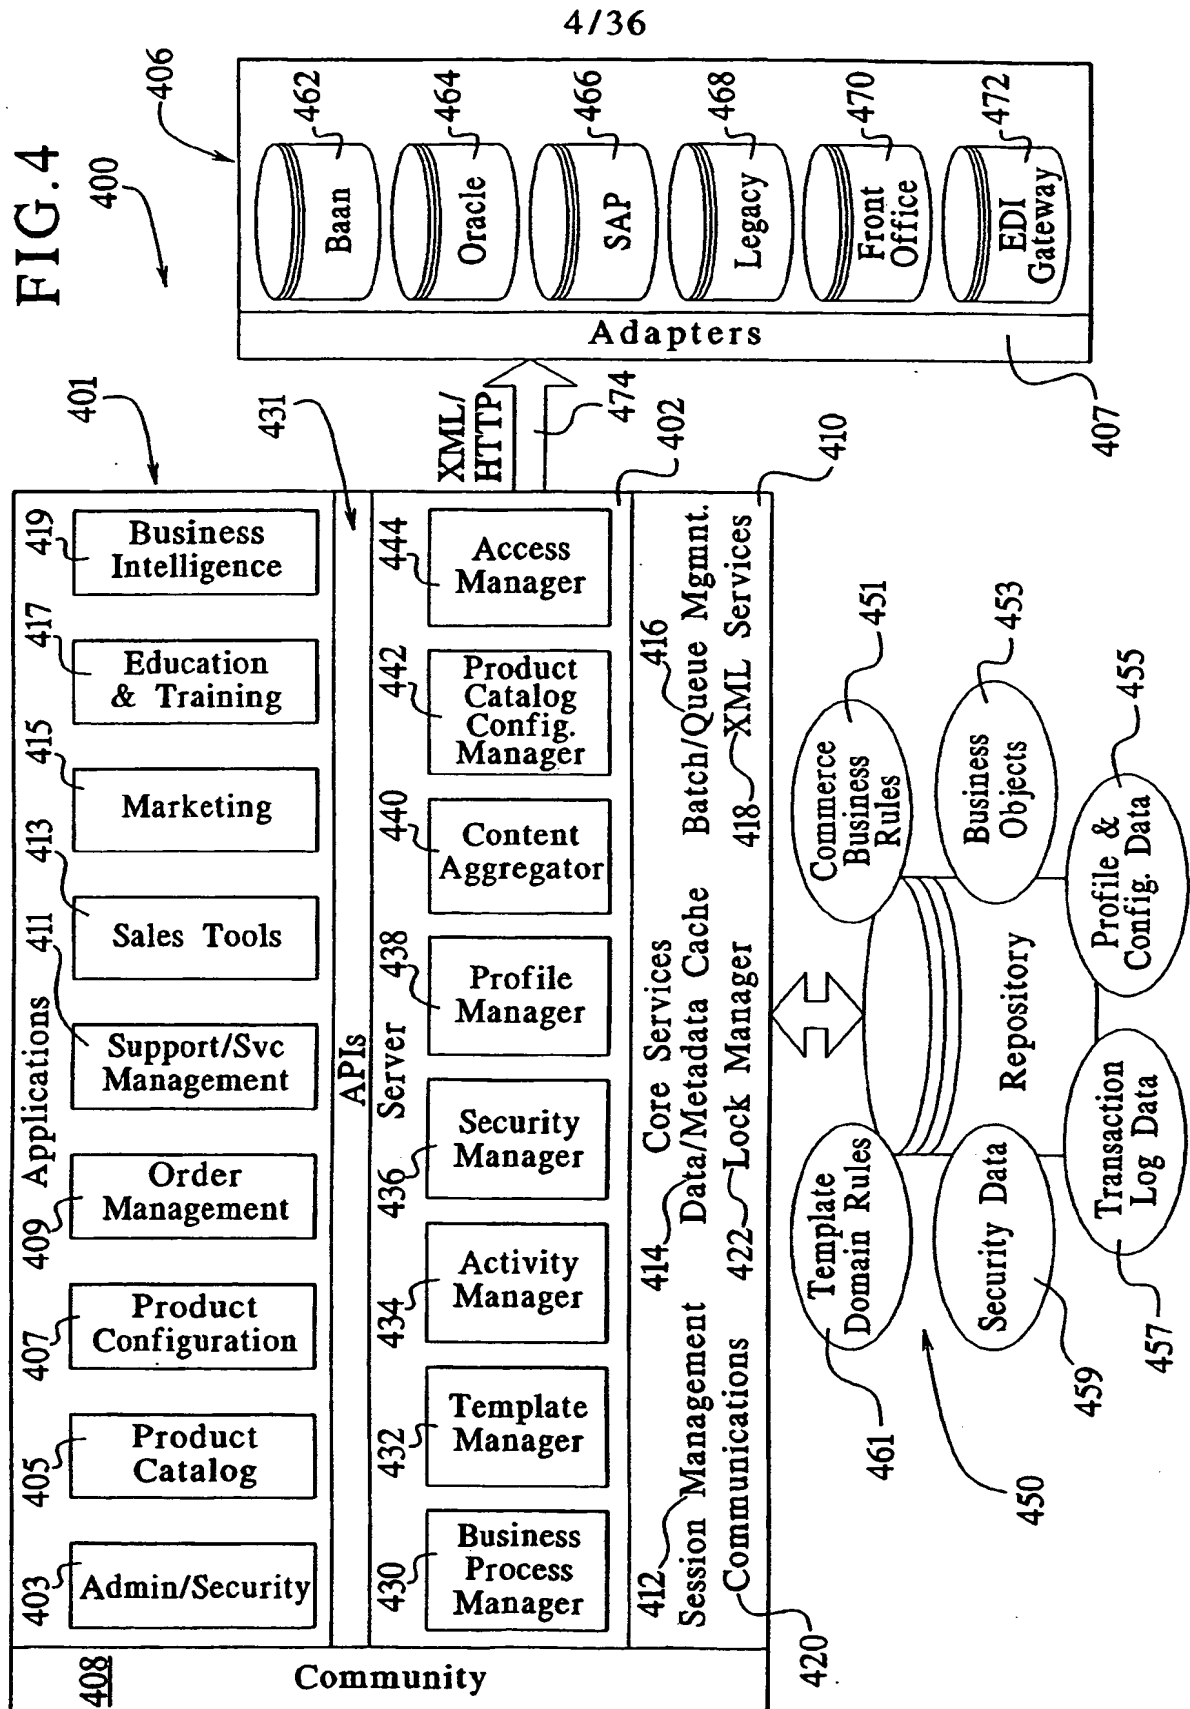 4/36
FIG.4
400
406
462
Baan
464
Oracle
466
SAP
468
Legacy
470
Front
Office
472
EDI
Gateway
Adapters
407
XML/
HTTP
474
401
408
Community
Applications
403
Admin/Security
405
Product
Catalog
407
Product
Configuration
409
Order
Management
411
Support/Svc
Management
413
Sales Tools
415
Marketing
417
Education
& Training
419
Business
Intelligence
APIs
431
Server
402
430
Business
Process
Manager
432
Template
Manager
434
Activity
Manager
436
Security
Manager
438
Profile
Manager
440
Content
Aggregator
442
Product
Catalog
Config.
Manager
444
Access
Manager
Core Services
410
412
Session Management
414
Data/Metadata Cache
416
Batch/Queue Mgmnt.
420
Communications
422
Lock Manager
418
XML Services
450
Repository
461
Template
Domain Rules
451
Commerce
Business
Rules
459
Security Data
453
Business
Objects
457
Transaction
Log Data
455
Profile &
Config. Data